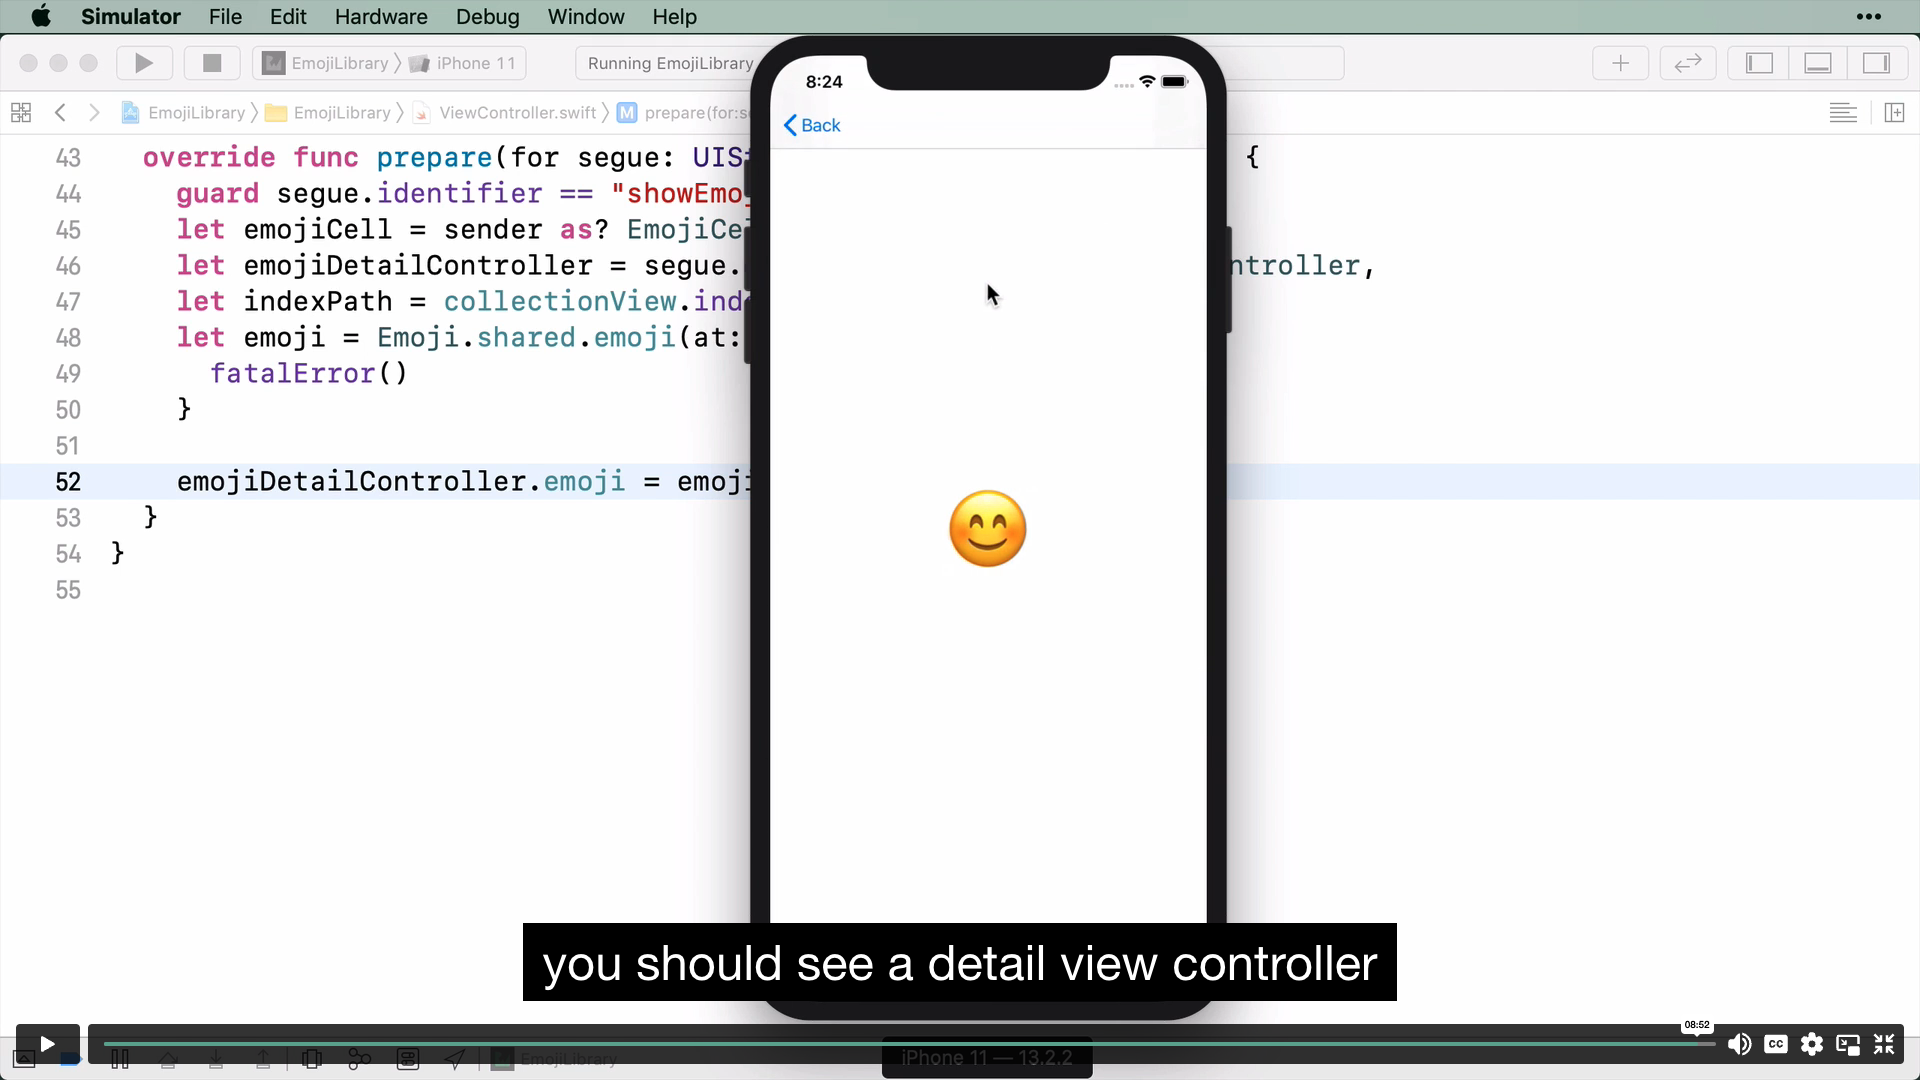 Simulator File Edit Hardware Debug Window Help
EmojiLibrary iPhone 11 Running EmojiLibrary
8:24
EmojiLibrary EmojiLibrary ViewController.swift M prepare(for:s
Back
43 override func prepare(for segue: UISt {
44 guard segue.identifier == "showEmo
45 let emojiCell = sender as? EmojiCe
46 let emojiDetailController = segue. ntroller,
47 let indexPath = collectionView.ind
48 let emoji = Emoji.shared.emoji(at:
49 fatalError()
50 }
51
52 emojiDetailController.emoji = emoji
53 }
54 }
55
you should see a detail view controller
08:52
CC
EmojiLibrary
iPhone 11 — 13.2.2